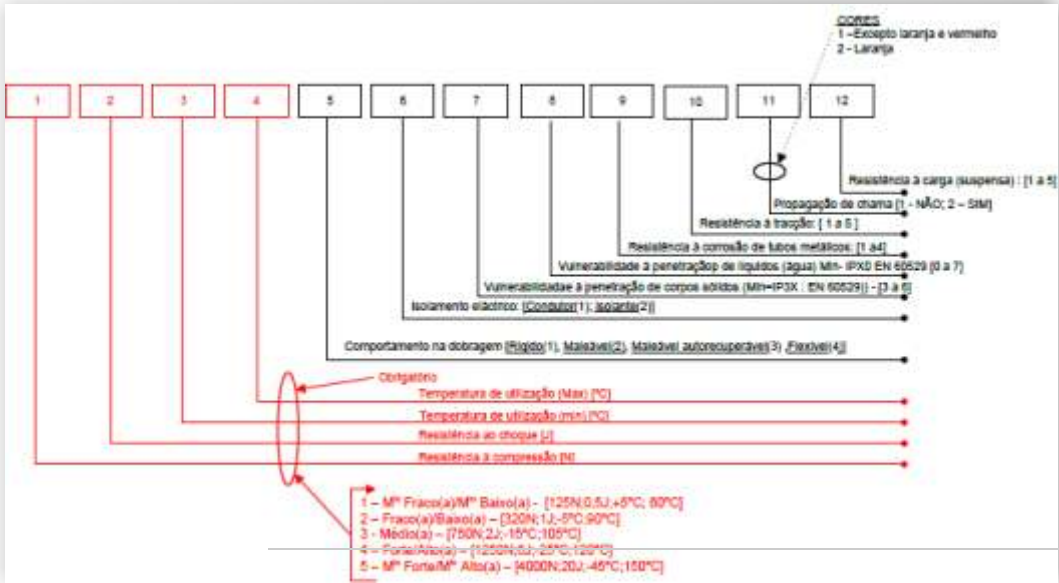 CORES
1 –Excepto laranja e vermelho
2 - Laranja
1 2 3 4 5 6 7 8 9 10 11 12
Resistência à carga (suspensa) : [1 a 5]
Propagação de chama [1 - NÃO; 2 – SIM]
Resistência à tracção: [ 1 a 5 ]
Resistência à corrosão de tubos metálicos: [1 a4]
Vulnerabilidade à penetraçãop de líquidos (água) Min- IPX0 EN 60529 [0 a 7]
Vulnerabilidadae à penetração de corpos sólidos (Min=IP3X : EN 60529)) - [3 a 6]
Isolamento eléctrico: [Condutor(1); Isolante(2)]
Comportamento na dobragem [Rígido(1), Maleável(2), Maleável autorecuperável(3) ,Flexível(4)]
Obrigatório
Temperatura de utilização (Max) [ºC]
Temperatura de utilização (min) [ºC]
Resistência ao choque [J]
Resistência à compressão [N]
1 – Mᵗᵒ Fraco(a)/Mᵗᵒ Baixo(a) - [125N;0,5J;+5ºC; 60ºC]
2 – Fraco(a)/Baixo(a) – [320N;1J;-5ºC;90ºC]
3 - Médio(a) – [750N;2J;-15ºC;105ºC]
4 – Forte/Alto(a) – [1250N;6J;-25ºC;120ºC]
5 – Mᵗᵒ Forte/Mᵗᵒ Alto(a) – [4000N;20J;-45ºC;150ºC]